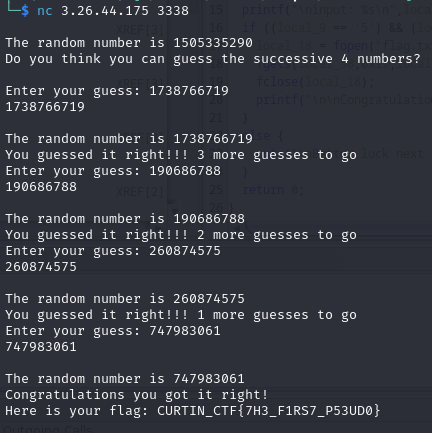 $ nc 3.26.44.175 3338
The random number is 1505335290
Do you think you can guess the successive 4 numbers?
Enter your guess: 1738766719
1738766719
The random number is 1738766719
You guessed it right!!! 3 more guesses to go
Enter your guess: 190686788
190686788
The random number is 190686788
You guessed it right!!! 2 more guesses to go
Enter your guess: 260874575
260874575
The random number is 260874575
You guessed it right!!! 1 more guesses to go
Enter your guess: 747983061
747983061
The random number is 747983061
Congratulations you got it right!
Here is your flag: CURTIN_CTF{7H3_F1RS7_P53UD0}